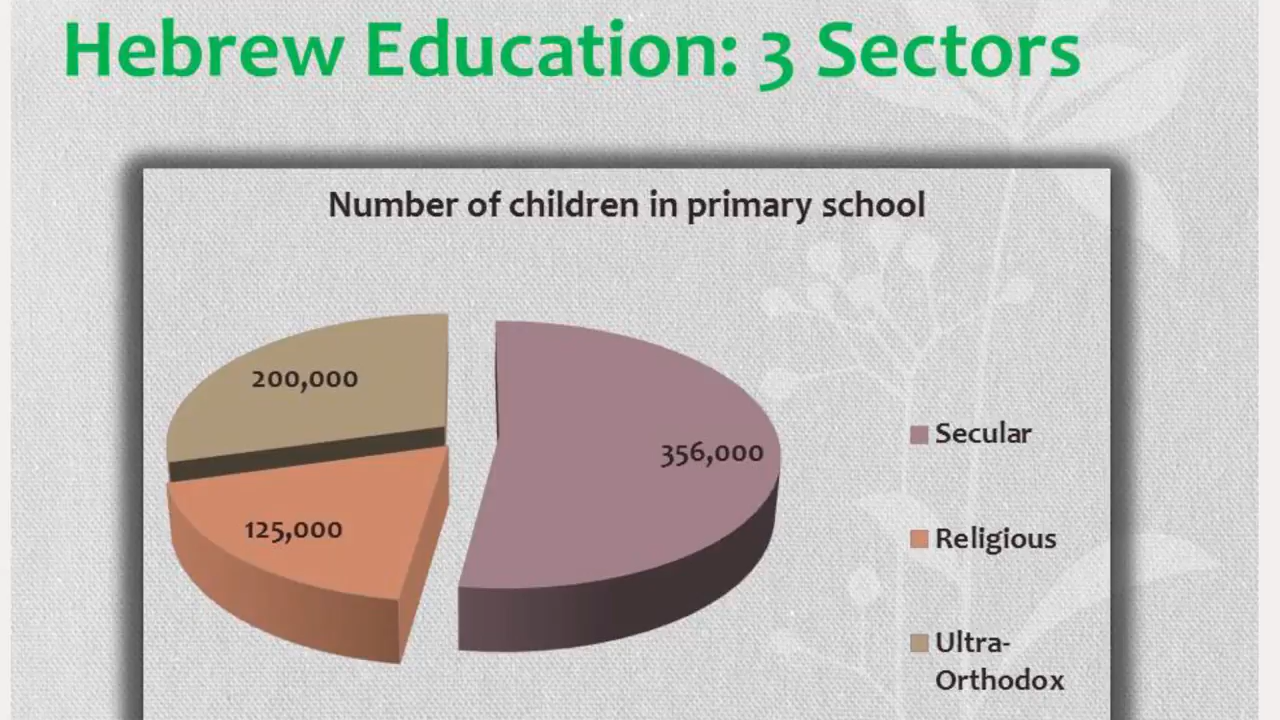 Hebrew Education: 3 Sectors
Number of children in primary school
200,000
356,000
125,000
Secular
Religious
Ultra-
Orthodox